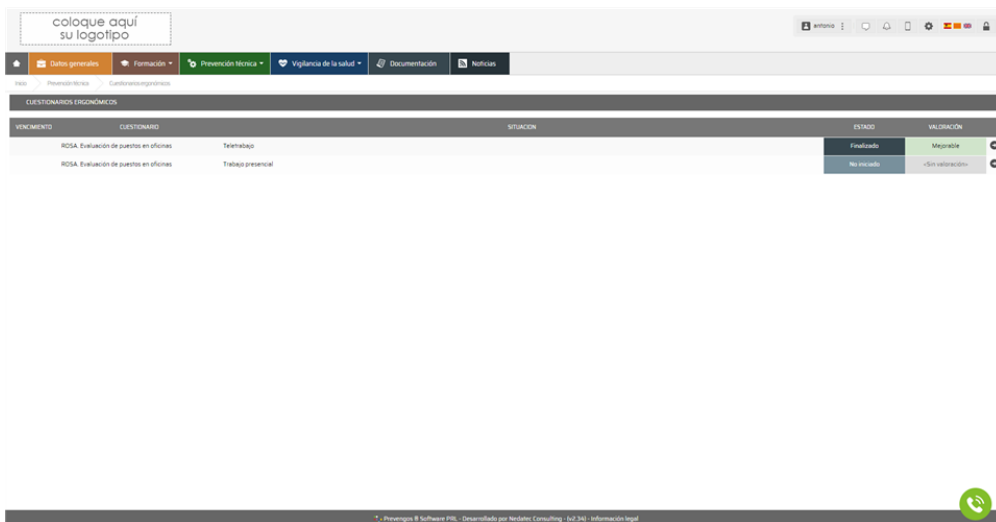 coloque aquí
su logotipo
antonio
Datos generales
Formación
Prevención técnica
Vigilancia de la salud
Documentación
Noticias
Inicio
Prevención técnica
Cuestionarios ergonómicos
CUESTIONARIOS ERGONÓMICOS
VENCIMIENTO CUESTIONARIO SITUACION ESTADO VALORACIÓN
ROSA. Evaluación de puestos en oficinas Teletrabajo Finalizado Mejorable
ROSA. Evaluación de puestos en oficinas Trabajo presencial No iniciado <Sin valoración>
- Prevengos ® Software PRL - Desarrollado por Nedatec Consulting - (v2.34) - Información legal